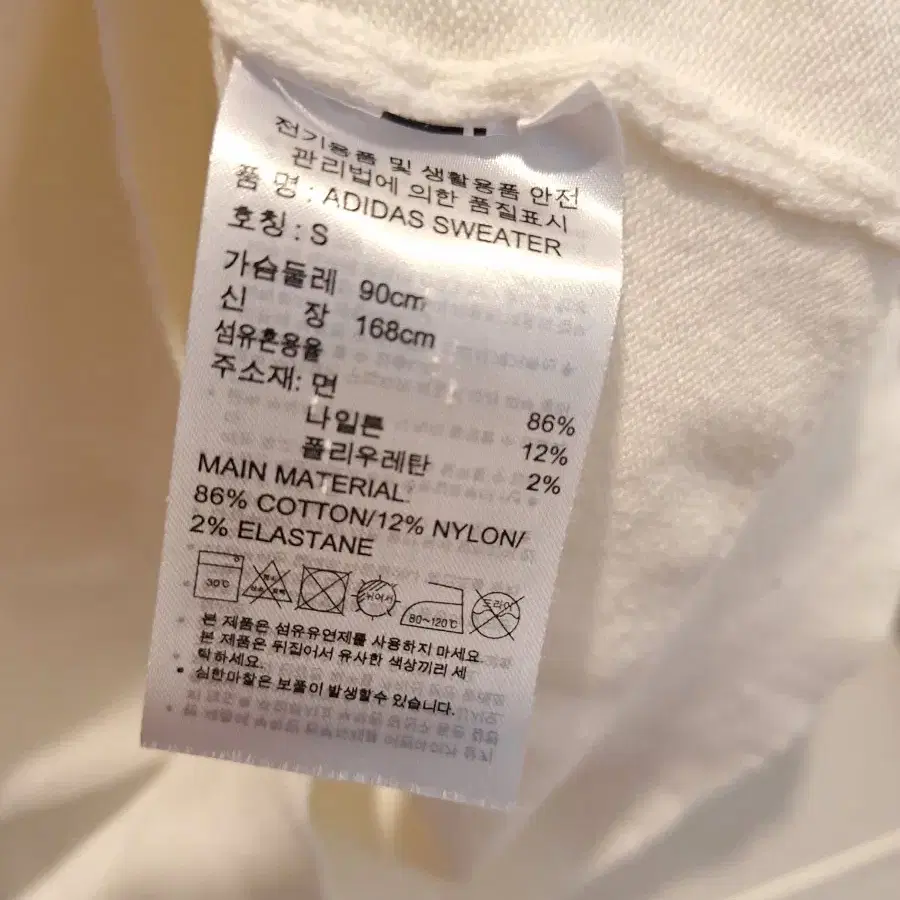 전기용품 및 생활용품 안전
관리법에 의한 품질표시
품 명 : ADIDAS SWEATER
호칭 : S
가슴둘레 90cm
신 장 168cm
섬유혼용율
주소재: 면 86%
나일론 12%
폴리우레탄 2%
MAIN MATERIAL:
86% COTTON/12% NYLON/
2% ELASTANE
30℃ 뉘어서 80~120℃ 드라이
• 본 제품은 섬유유연제를 사용하지 마세요.
본 제품은 뒤집어서 유사한 색상끼리 세
탁하세요.
• 심한마찰은 보풀이 발생할수 있습니다.